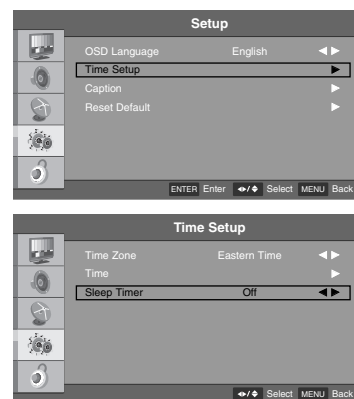 Setup
OSD Language English ◀ ▶
Time Setup ▶
Caption ▶
Reset Default ▶
ENTER Enter ◀▶/▲▼ Select MENU Back
Time Setup
Time Zone Eastern Time ◀ ▶
Time ▶
Sleep Timer Off ◀ ▶
◀▶/▲▼ Select MENU Back